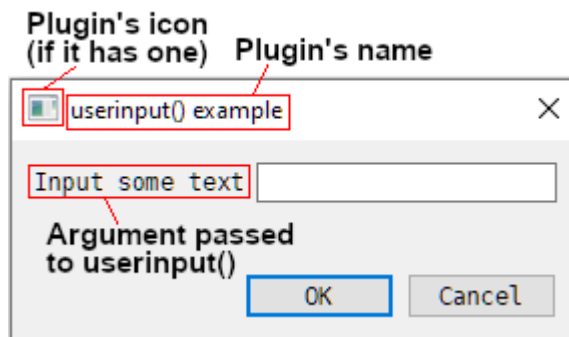 Plugin's icon
(if it has one)
Plugin's name
userinput() example
Input some text
Argument passed
to userinput()
OK
Cancel